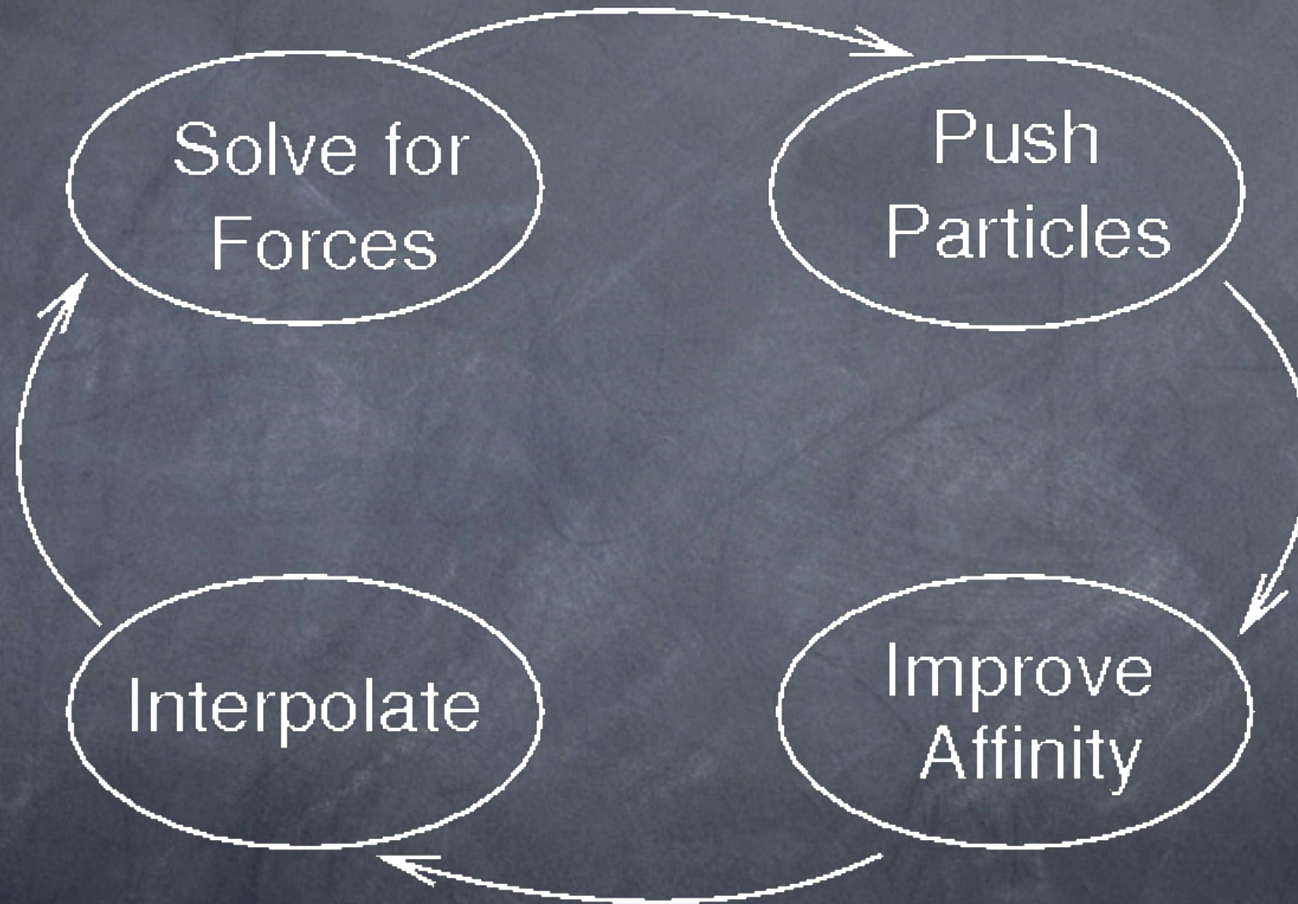 Solve for
Forces
Push
Particles
Improve
Affinity
Interpolate